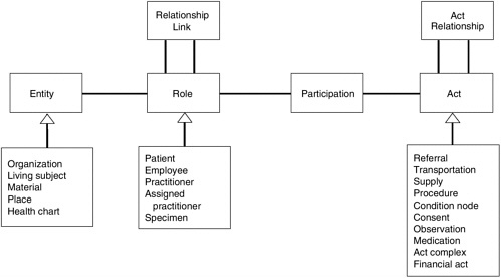 Relationship
Link
Act
Relationship
Entity
Role
Participation
Act
Organization
Living subject
Material
Place
Health chart
Patient
Employee
Practitioner
Assigned
practitioner
Specimen
Referral
Transportation
Supply
Procedure
Condition node
Consent
Observation
Medication
Act complex
Financial act